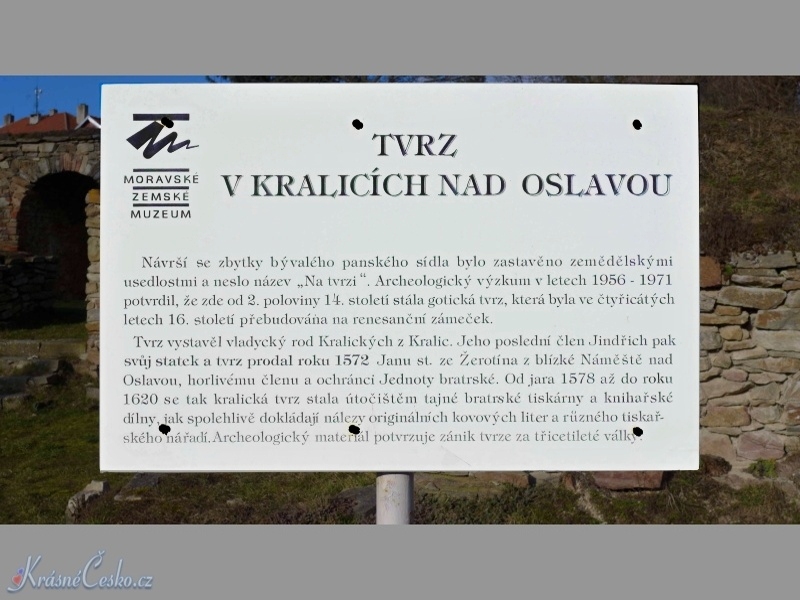 MORAVSKÉ
ZEMSKÉ
MUZEUM
TVRZ
V KRALICÍCH NAD OSLAVOU
Návrší se zbytky bývalého panského sídla bylo zastavěno zemědělskými
usedlostmi a neslo název „Na tvrzi“. Archeologický výzkum v letech 1956 - 1971
potvrdil, že zde od 2. poloviny 14. století stála gotická tvrz, která byla ve čtyřicátých
letech 16. století přebudována na renesanční zámeček.
Tvrz vystavěl vladycký rod Kralických z Kralic. Jeho poslední člen Jindřich pak
svůj statek a tvrz prodal roku 1572 Janu st. ze Žerotína z blízké Náměště nad
Oslavou, horlivému členu a ochránci Jednoty bratrské. Od jara 1578 až do roku
1620 se tak kralická tvrz stala útočištěm tajné bratrské tiskárny a knihařské
dílny, jak spolehlivě dokládají nálezy originálních kovových liter a různého tiskař-
ského nářadí. Archeologický materiál potvrzuje zánik tvrze za třicetileté války.
KrásnéČesko.cz